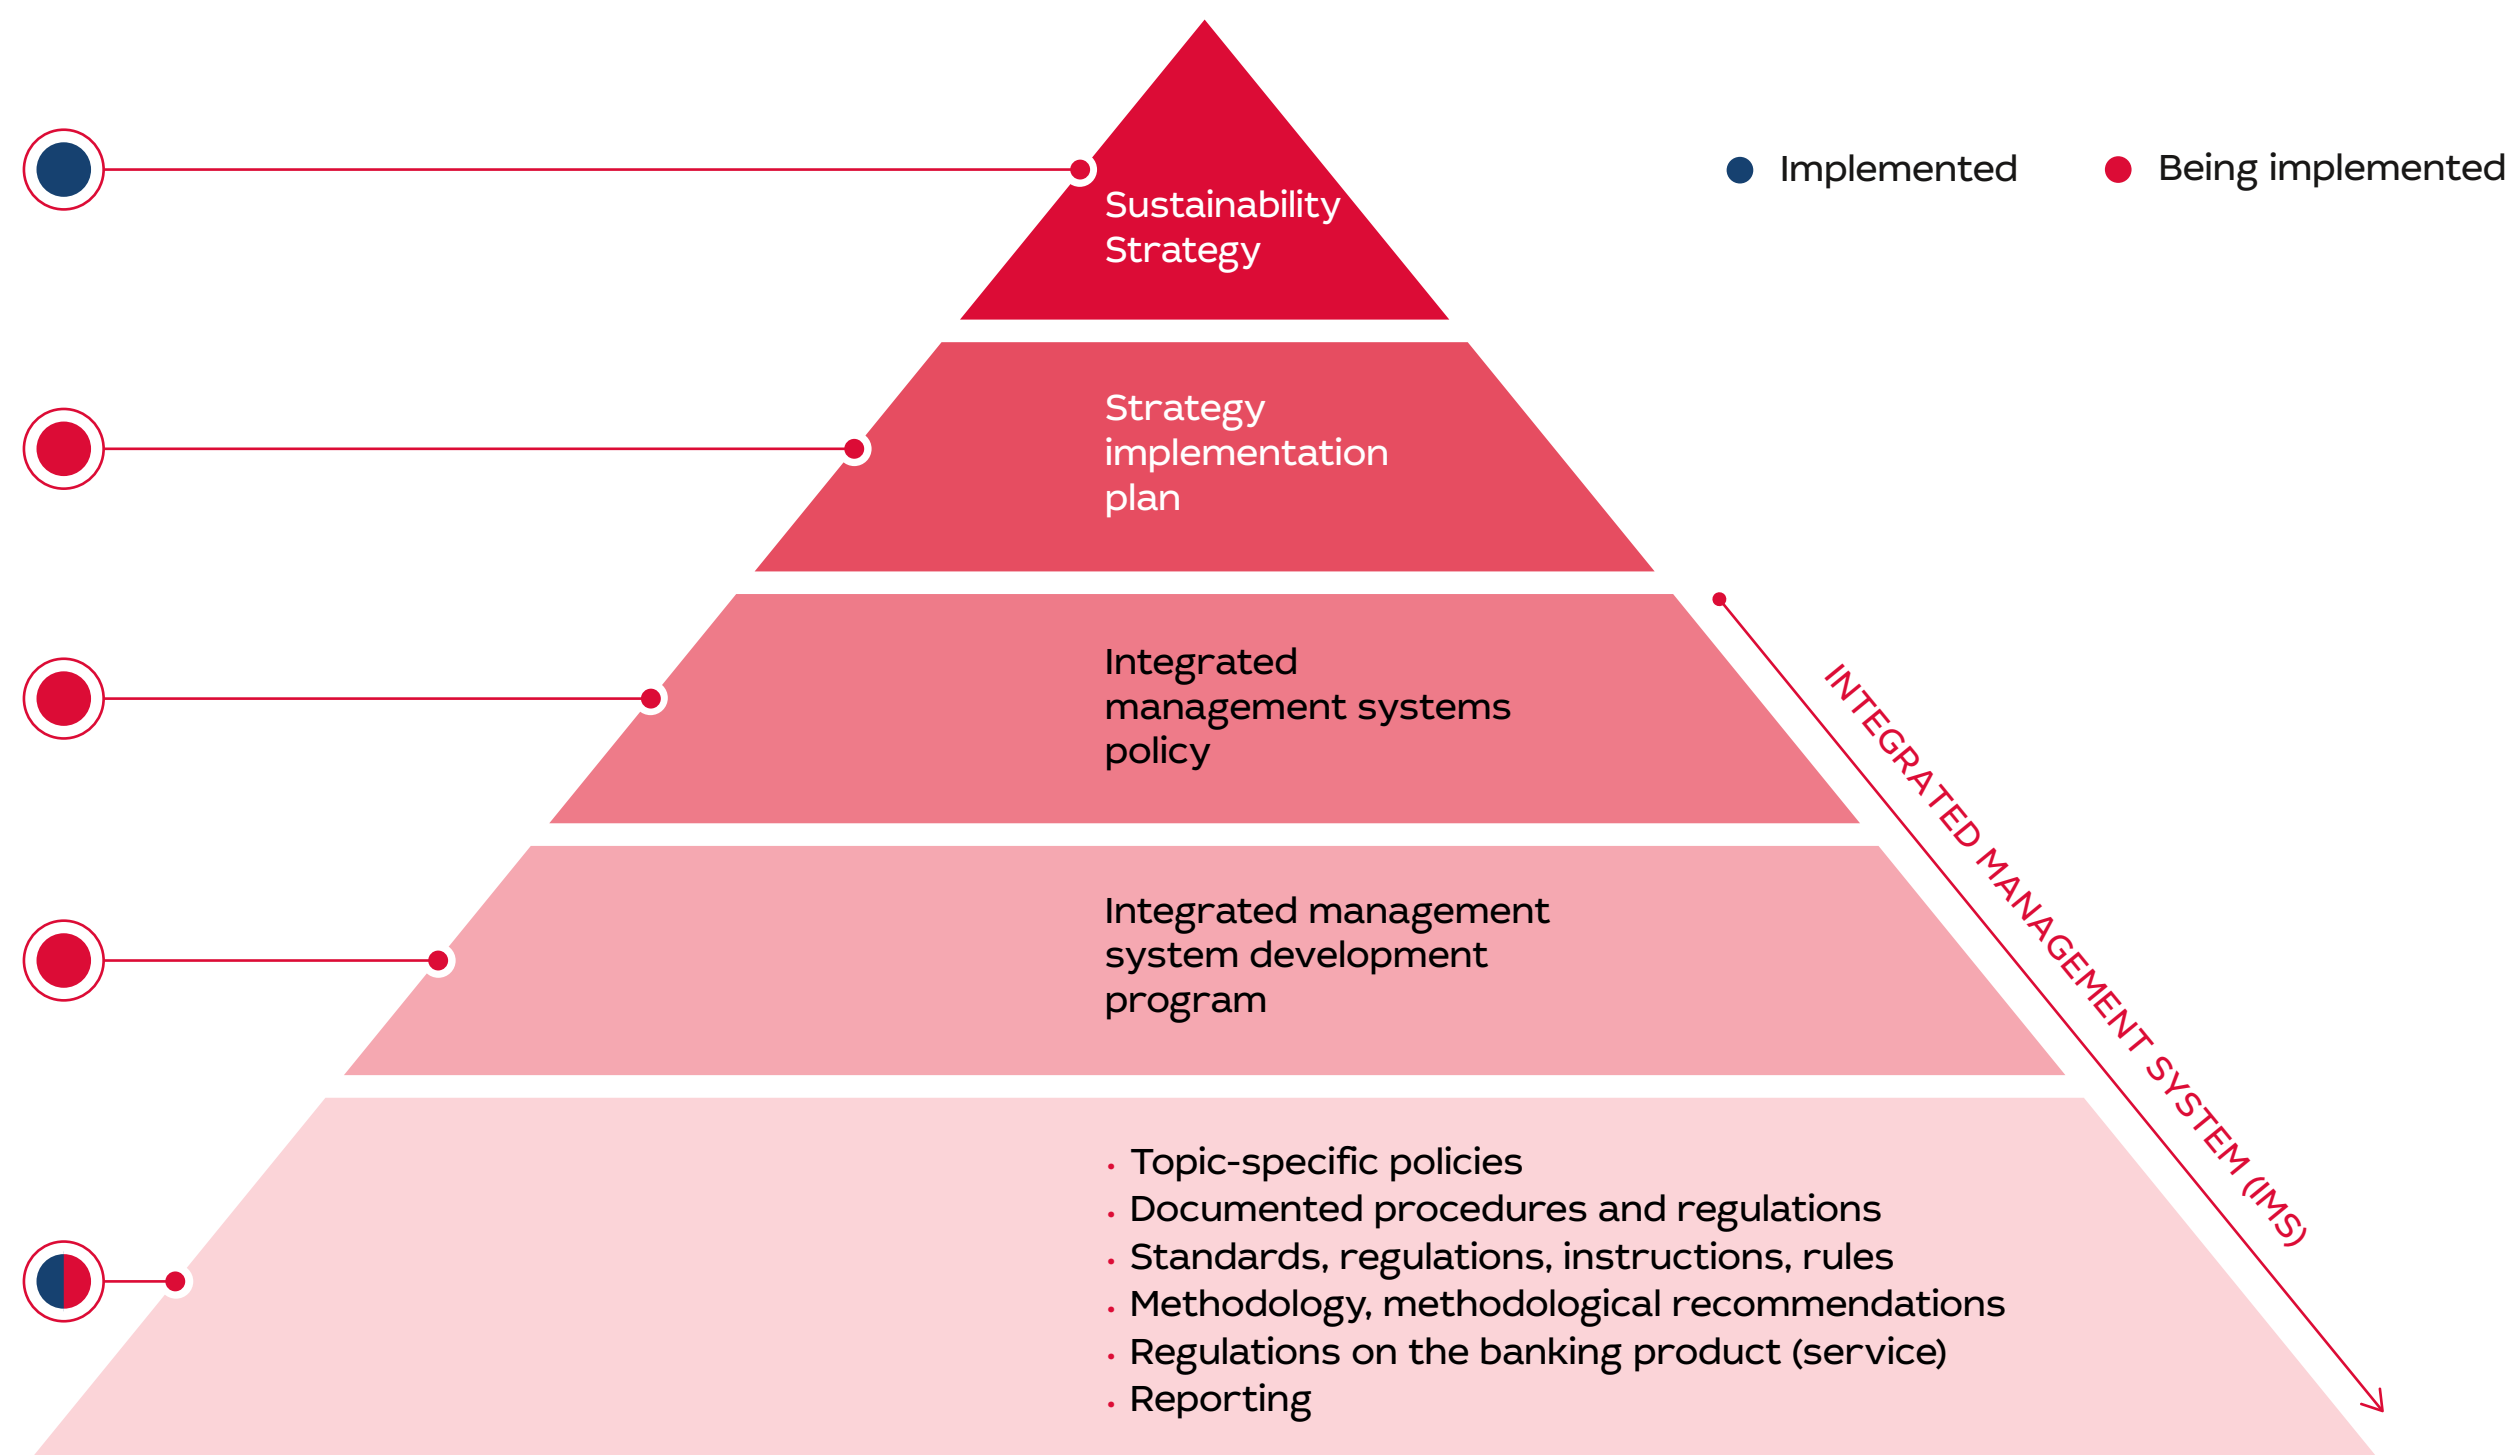 Implemented
Being implemented
Sustainability
Strategy
Strategy
implementation
plan
Integrated
management systems
policy
Integrated management
system development
program
• Topic-specific policies
• Documented procedures and regulations
• Standards, regulations, instructions, rules
• Methodology, methodological recommendations
• Regulations on the banking product (service)
• Reporting
INTEGRATED MANAGEMENT SYSTEM (IMS)